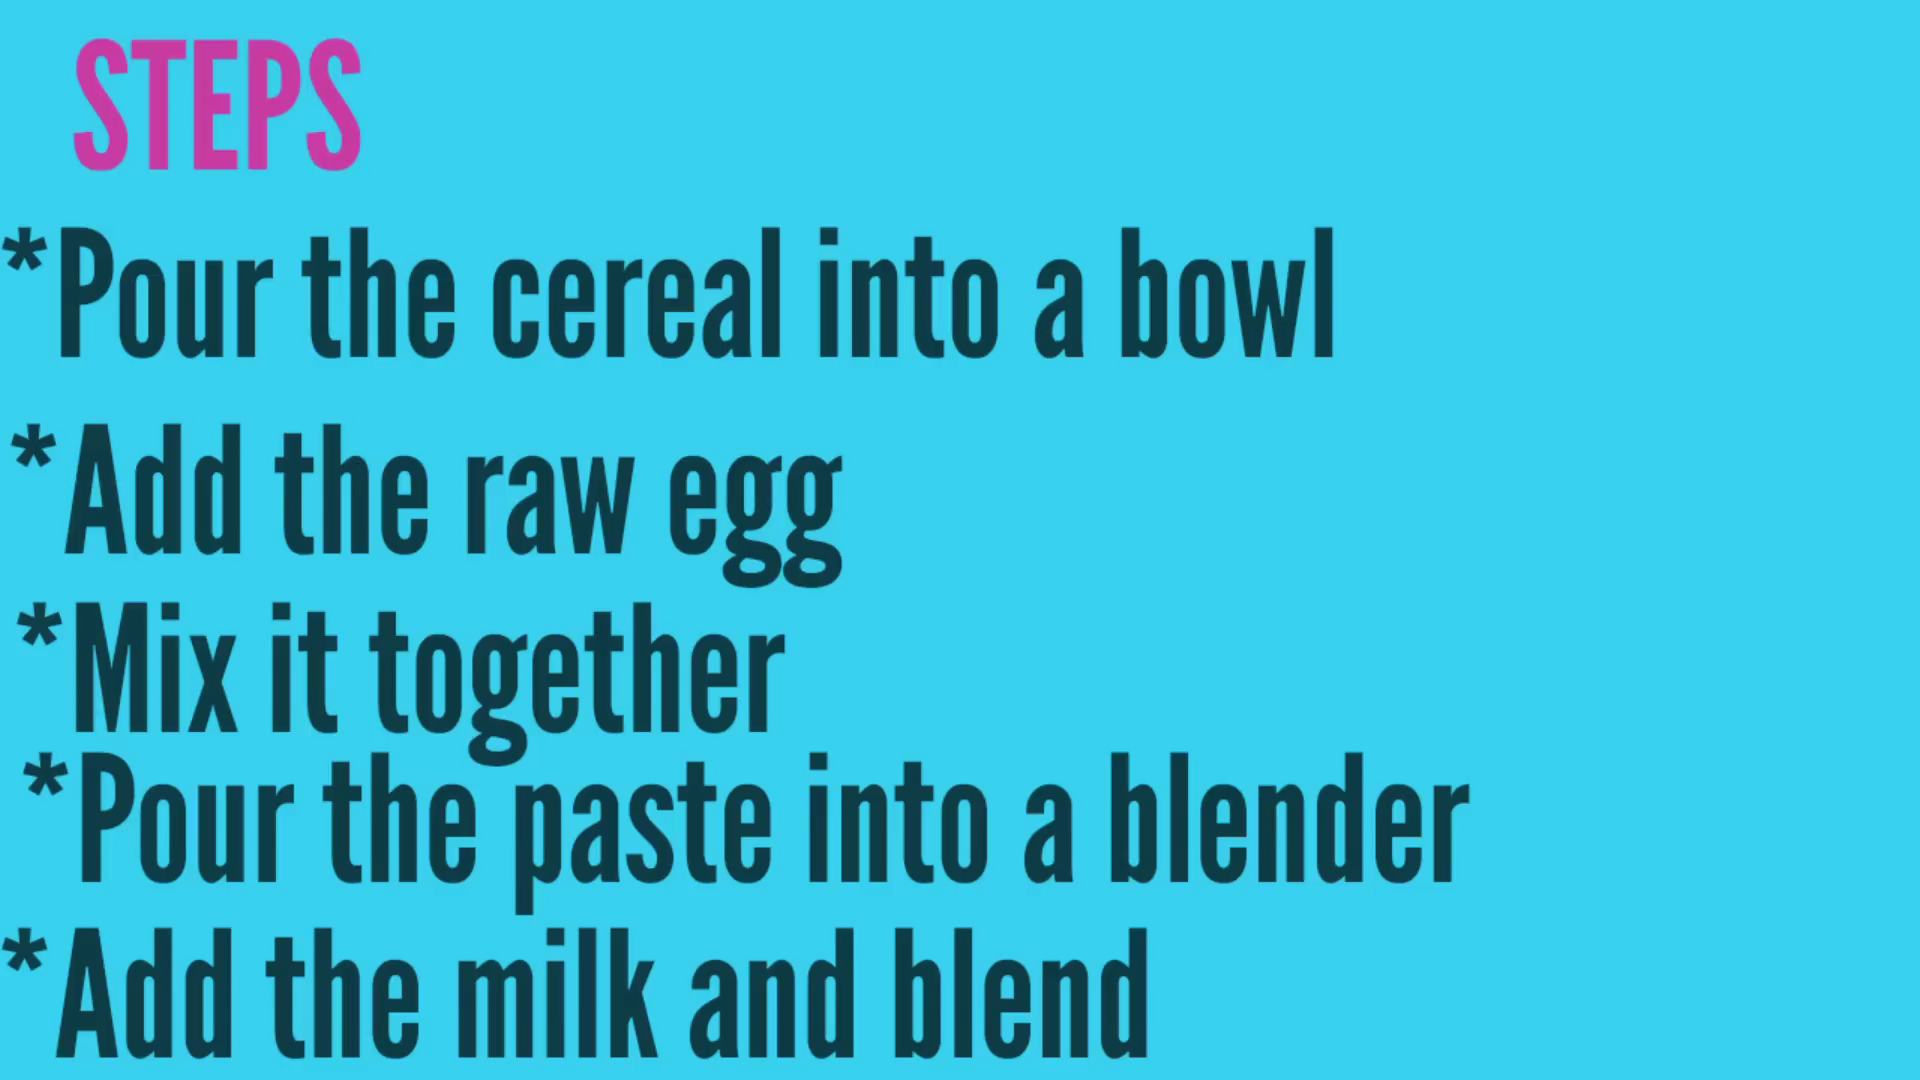 STEPS
*Pour the cereal into a bowl
*Add the raw egg
*Mix it together
*Pour the paste into a blender
*Add the milk and blend